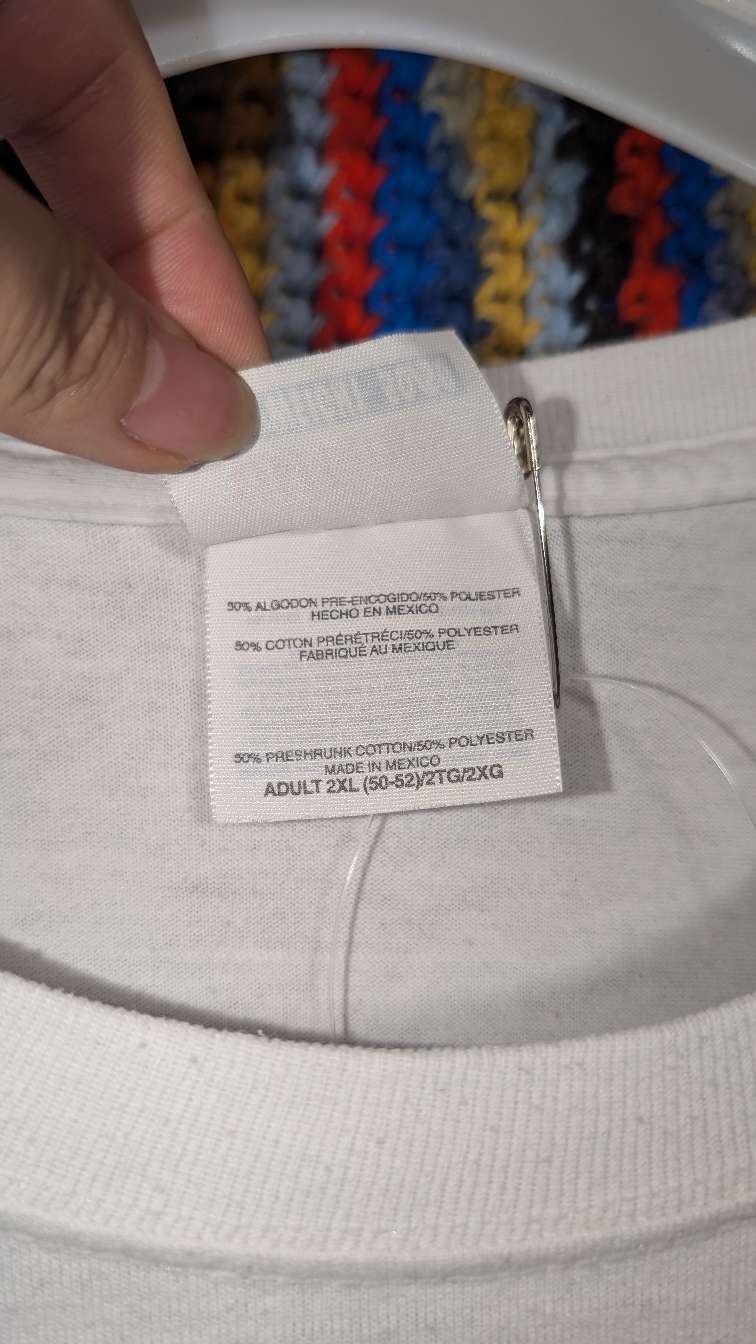 50% ALGODON PRE-ENCOGIDO/50% POLIESTER
HECHO EN MEXICO
50% COTON PRÉRÉTRÉCI/50% POLYESTER
FABRIQUÉ AU MEXIQUE
50% PRESHRUNK COTTON/50% POLYESTER
MADE IN MEXICO
ADULT 2XL (50-52)/2TG/2XG